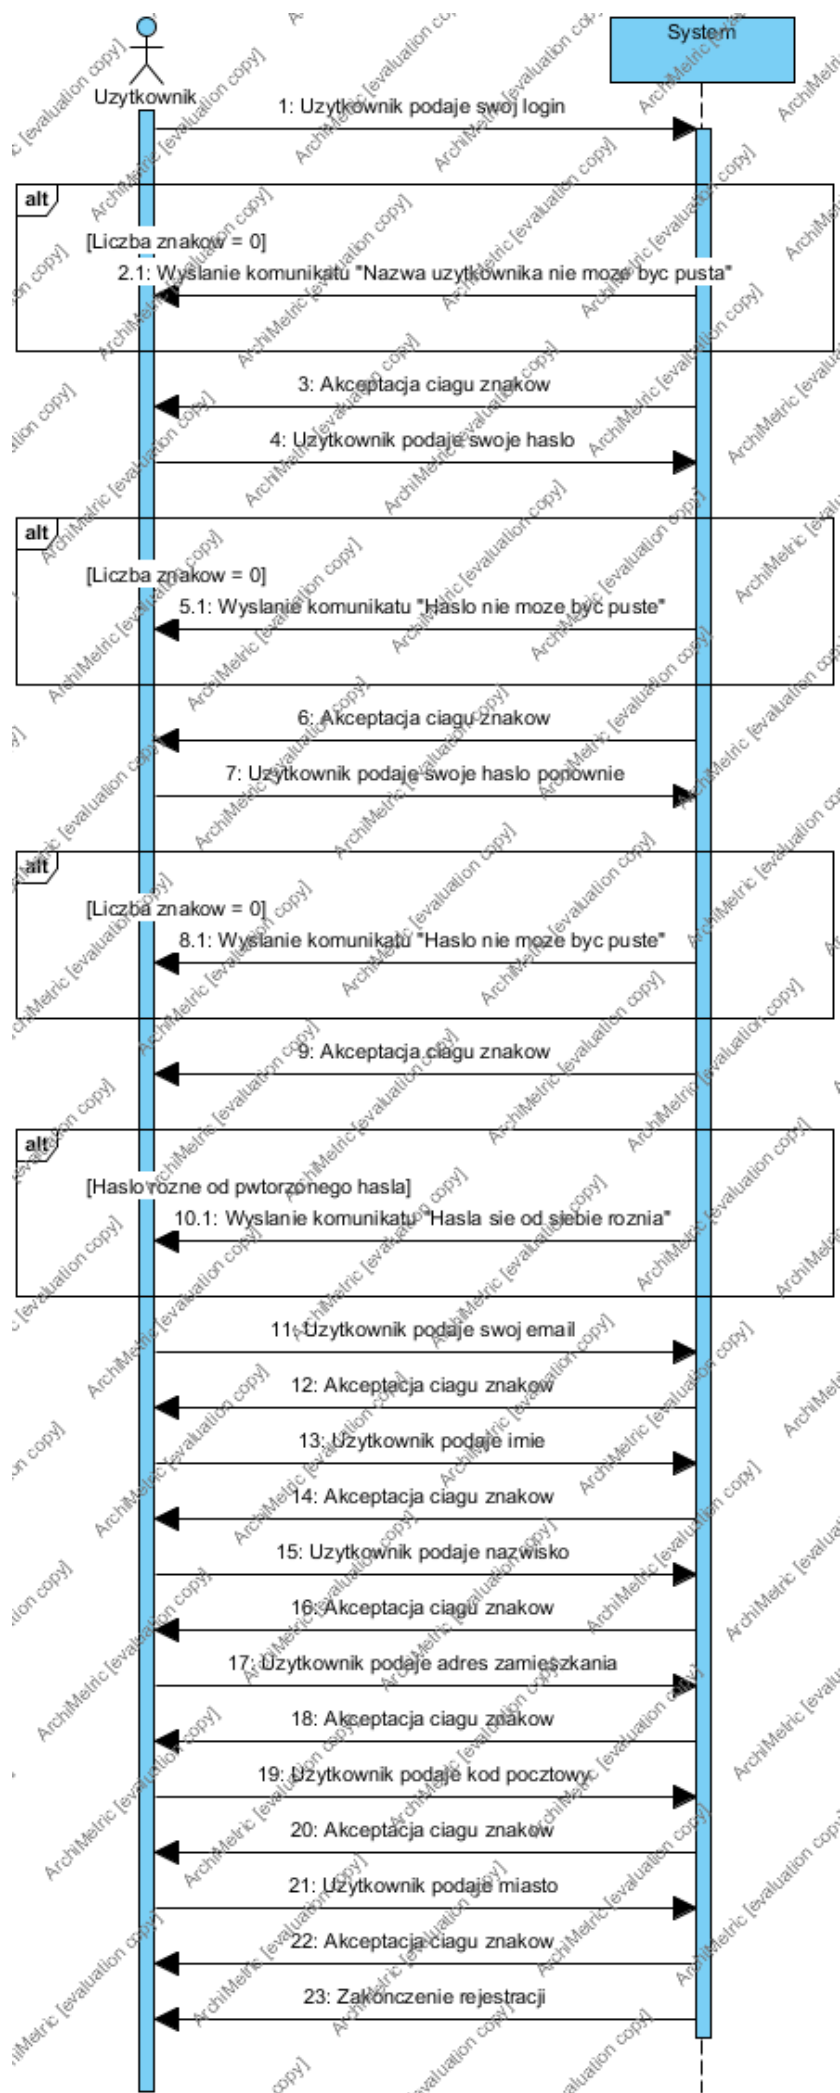 Uzytkownik
System
1: Uzytkownik podaje swoj login
alt
[Liczba znakow = 0]
2.1: Wyslanie komunikatu "Nazwa uzytkownika nie moze byc pusta"
3: Akceptacja ciagu znakow
4: Uzytkownik podaje swoje haslo
alt
[Liczba znakow = 0]
5.1: Wyslanie komunikatu "Haslo nie moze byc puste"
6: Akceptacja ciagu znakow
7: Uzytkownik podaje swoje haslo ponownie
alt
[Liczba znakow = 0]
8.1: Wyslanie komunikatu "Haslo nie moze byc puste"
9: Akceptacja ciagu znakow
alt
[Haslo rozne od pwtorzonego hasla]
10.1: Wyslanie komunikatu "Hasla sie od siebie roznia"
11: Uzytkownik podaje swoj email
12: Akceptacja ciagu znakow
13: Uzytkownik podaje imie
14: Akceptacja ciagu znakow
15: Uzytkownik podaje nazwisko
16: Akceptacja ciagu znakow
17: Uzytkownik podaje adres zamieszkania
18: Akceptacja ciagu znakow
19: Uzytkownik podaje kod pocztowy
20: Akceptacja ciagu znakow
21: Uzytkownik podaje miasto
22: Akceptacja ciagu znakow
23: Zakonczenie rejestracji
ArchiMetric [evaluation copy]